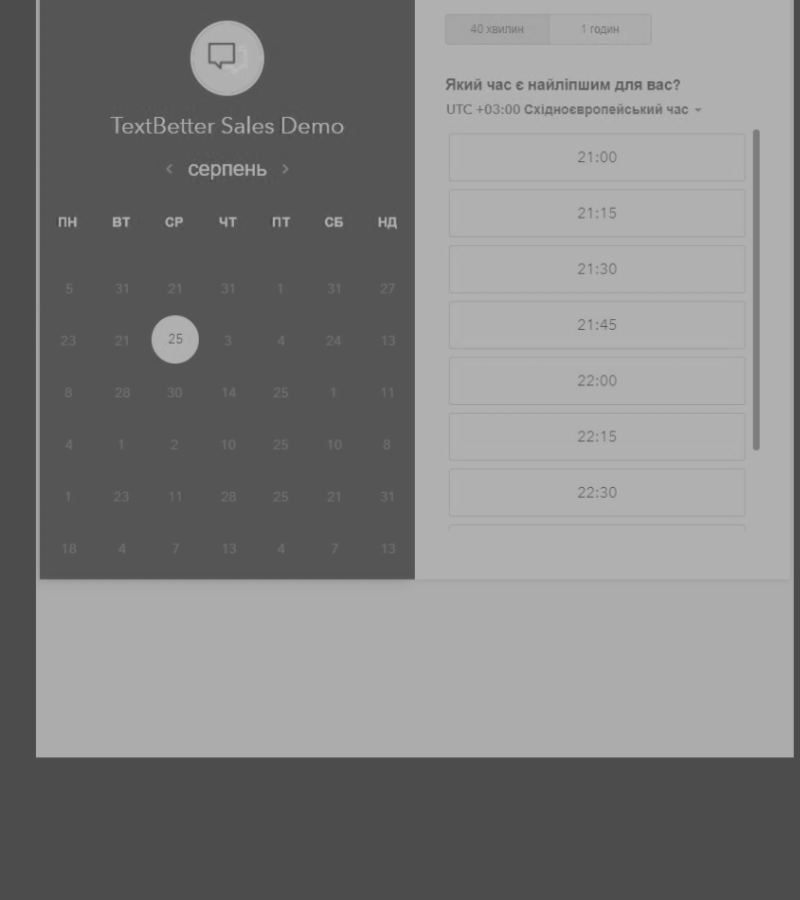 TextBetter Sales Demo
‹ серпень ›
ПН ВТ СР ЧТ ПТ СБ НД
5 31 21 31 1 31 27
23 21 25 3 4 24 13
8 28 30 14 25 1 11
4 1 2 10 25 10 8
1 23 11 28 25 21 31
18 4 7 13 4 7 13
40 хвилин 1 годин
Який час є найліпшим для вас?
UTC +03:00 Східноєвропейський час
21:00
21:15
21:30
21:45
22:00
22:15
22:30